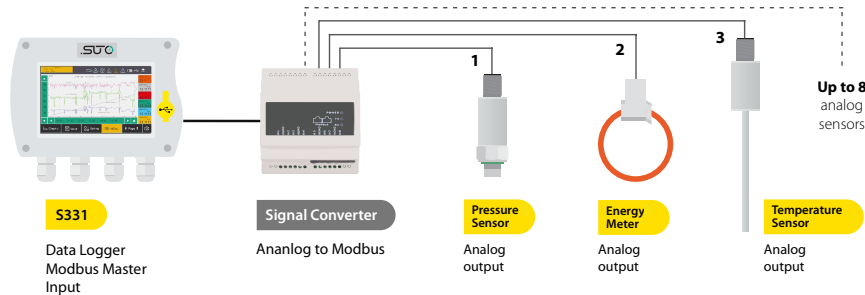 SUTO
1
2
3
Up to 8
analog
sensors
POWER
S331
Signal Converter
Pressure
Sensor
Energy
Meter
Temperature
Sensor
Data Logger
Modbus Master
Input
Ananlog to Modbus
Analog
output
Analog
output
Analog
output